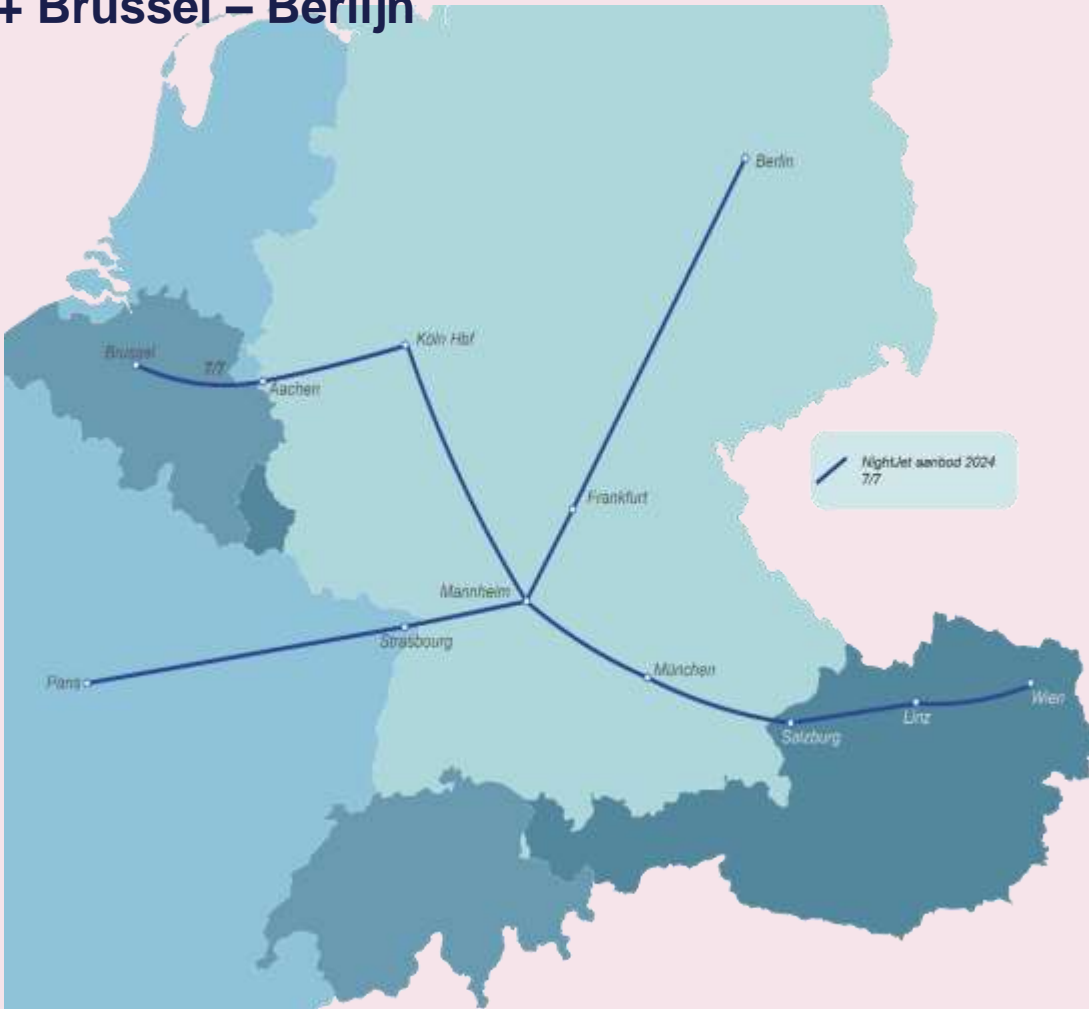 + Brussel – Berlijn
Berlin
Köln Hbf
Brussel
7/7
Aachen
NightJet aanbod 2024
7/7
Frankfurt
Mannheim
Strasbourg
München
Paris
Wien
Linz
Salzburg